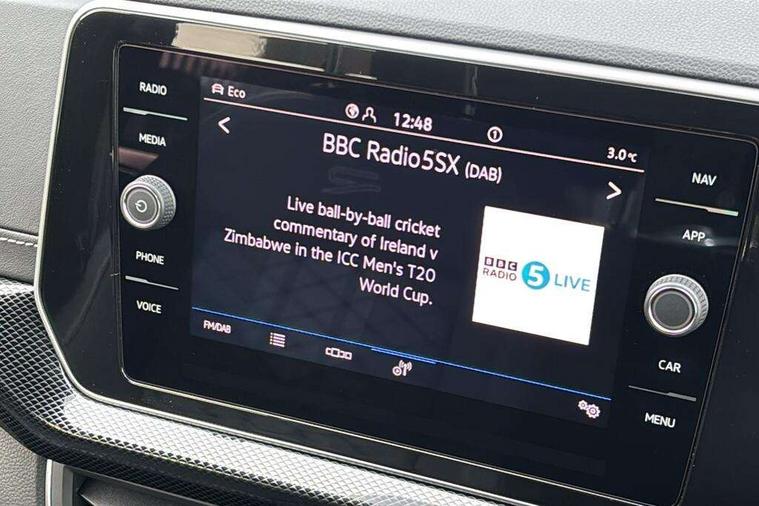 RADIO
MEDIA
PHONE
VOICE
Eco
12:48
1
3.0°C
BBC Radio5SX (DAB)
Live ball-by-ball cricket
commentary of Ireland v
Zimbabwe in the ICC Men's T20
World Cup.
BBC
RADIO 5 LIVE
FM/DAB
NAV
APP
CAR
MENU